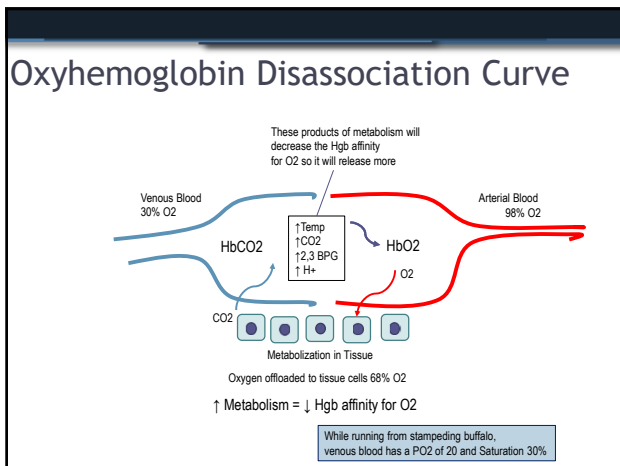 Oxyhemoglobin Disassociation Curve
These products of metabolism will
decrease the Hgb affinity
for O2 so it will release more
Venous Blood
30% O2
Arterial Blood
98% O2
HbCO2
↑Temp
↑CO2
↑2,3 BPG
↑ H+
HbO2
O2
CO2
Metabolization in Tissue
Oxygen offloaded to tissue cells 68% O2
↑ Metabolism = ↓ Hgb affinity for O2
While running from stampeding buffalo,
venous blood has a PO2 of 20 and Saturation 30%